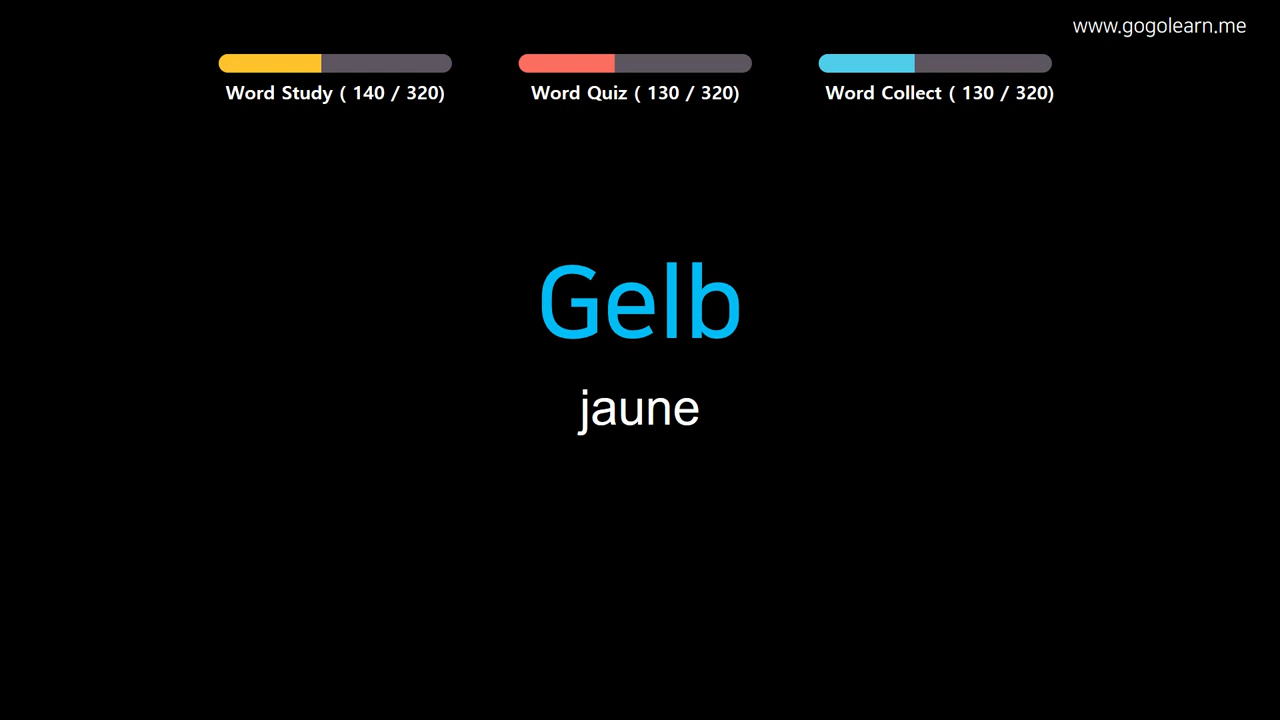 www.gogolearn.me
Word Study ( 140 / 320)
Word Quiz ( 130 / 320)
Word Collect ( 130 / 320)
Gelb
jaune